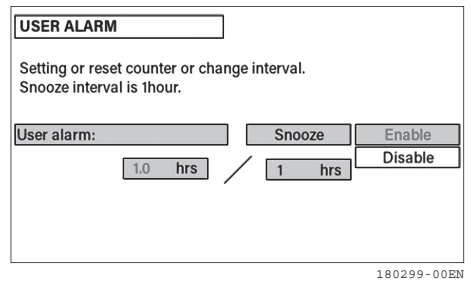 USER ALARM
Setting or reset counter or change interval.
Snooze interval is 1hour.
User alarm: Snooze Enable
Disable
1.0 hrs / 1 hrs
180299-00EN